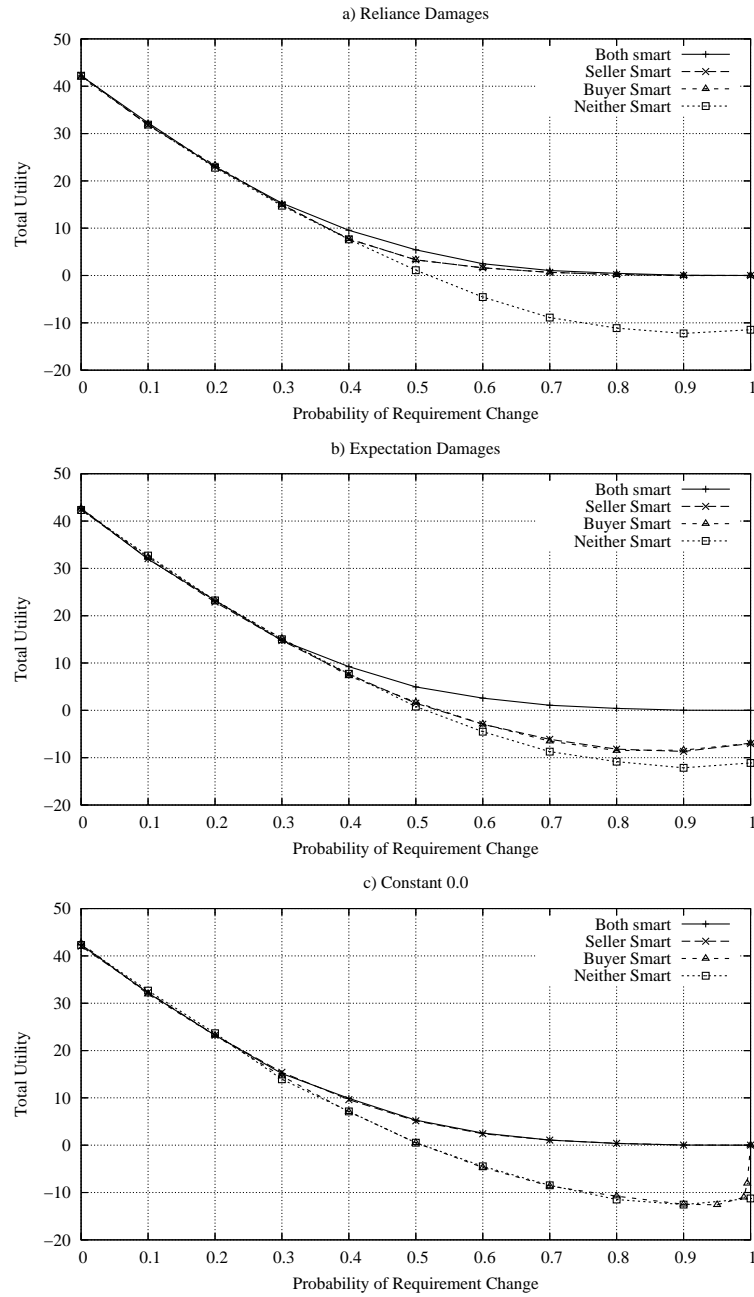 a) Reliance Damages
50
40
30
20
10
0
−10
−20
Total Utility
Both smart
Seller Smart
Buyer Smart
Neither Smart
0 0.1 0.2 0.3 0.4 0.5 0.6 0.7 0.8 0.9 1
Probability of Requirement Change
b) Expectation Damages
50
40
30
20
10
0
−10
−20
Total Utility
Both smart
Seller Smart
Buyer Smart
Neither Smart
0 0.1 0.2 0.3 0.4 0.5 0.6 0.7 0.8 0.9 1
Probability of Requirement Change
c) Constant 0.0
50
40
30
20
10
0
−10
−20
Total Utility
Both smart
Seller Smart
Buyer Smart
Neither Smart
0 0.1 0.2 0.3 0.4 0.5 0.6 0.7 0.8 0.9 1
Probability of Requirement Change